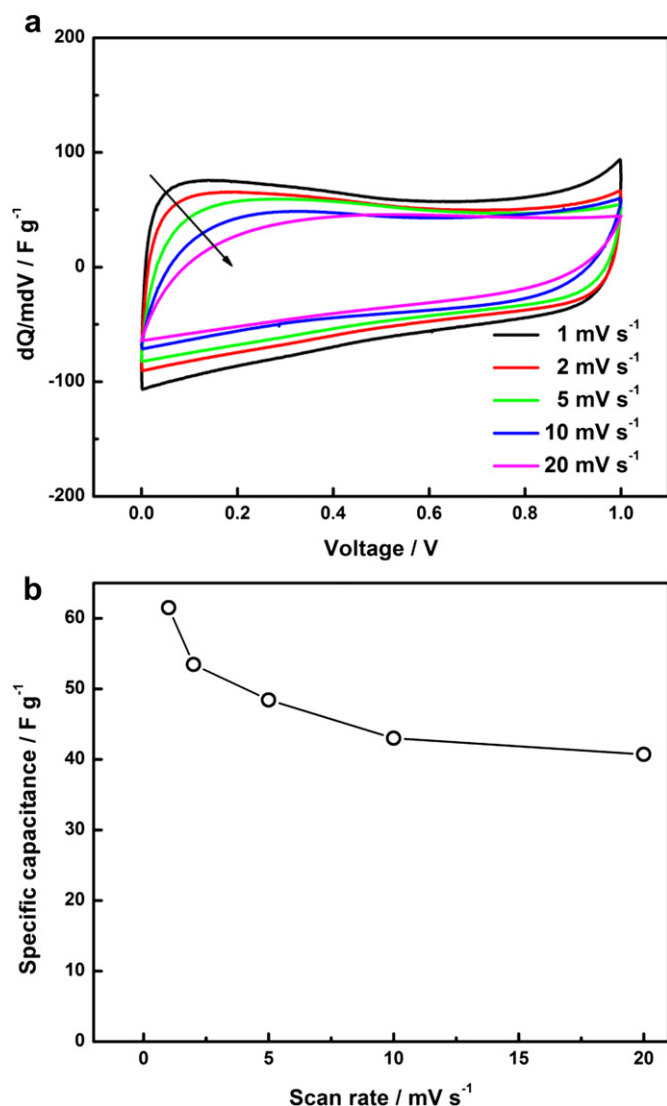 a
200
100
0
-100
-200
dQ/mdV / F g⁻¹
1 mV s⁻¹
2 mV s⁻¹
5 mV s⁻¹
10 mV s⁻¹
20 mV s⁻¹
0.0 0.2 0.4 0.6 0.8 1.0
Voltage / V
b
60
50
40
30
20
10
0
Specific capacitance / F g⁻¹
0 5 10 15 20
Scan rate / mV s⁻¹